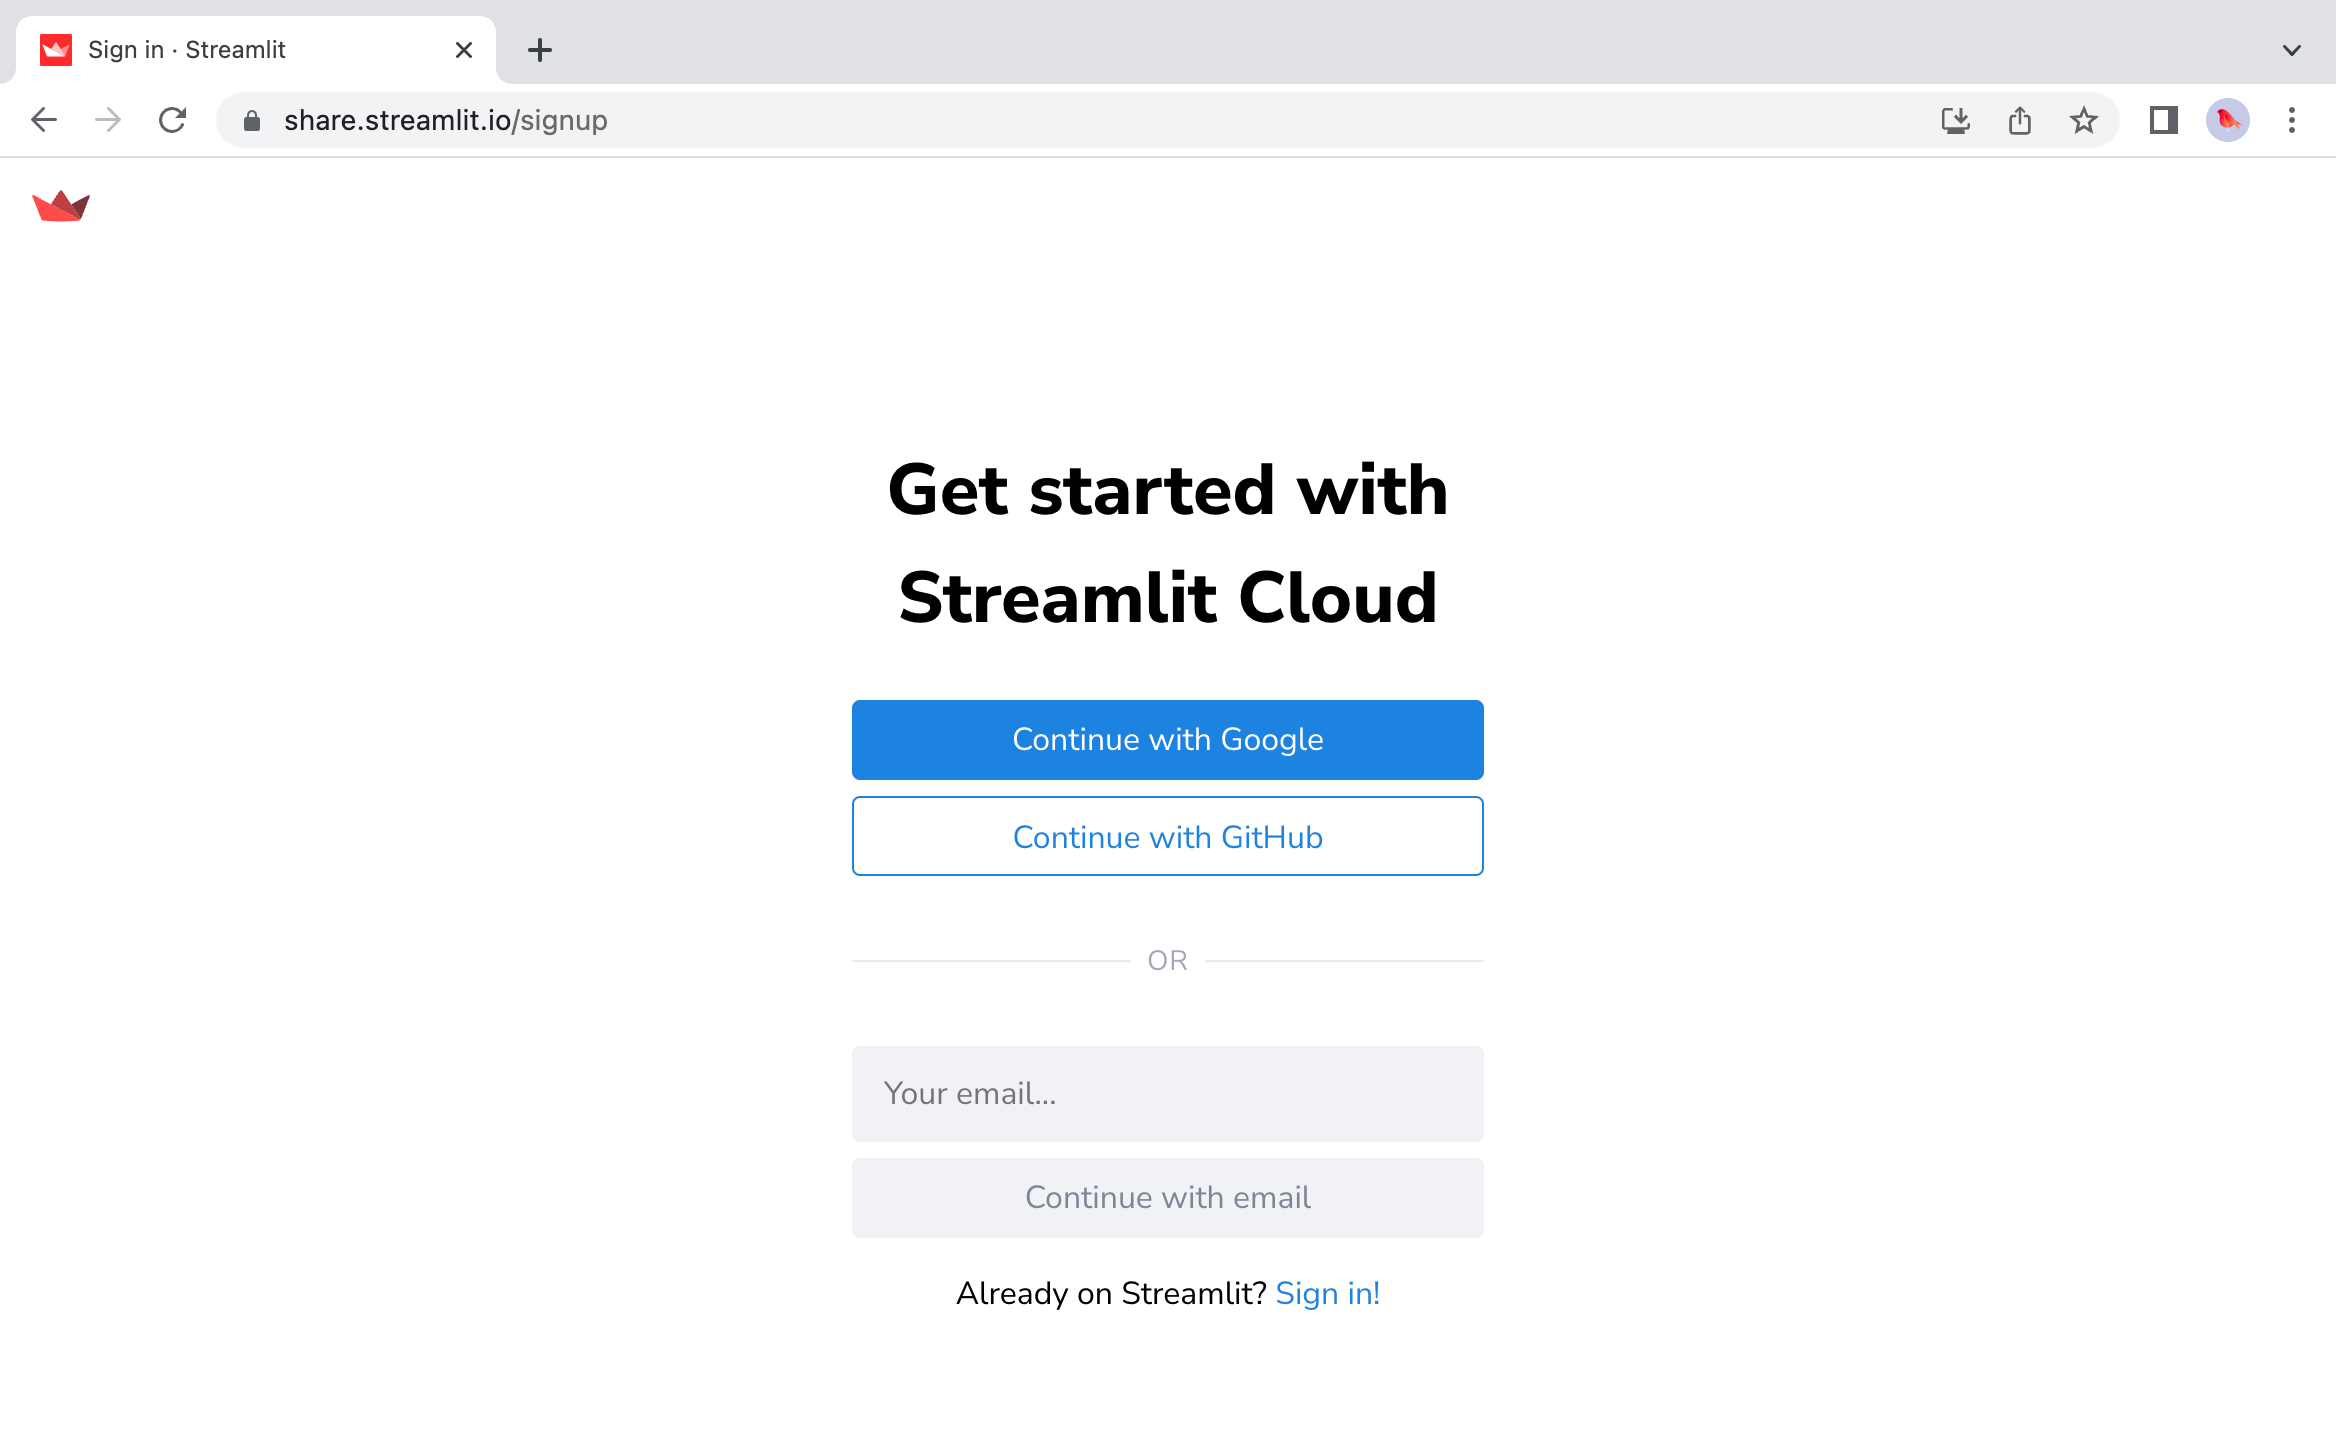 Sign in · Streamlit
share.streamlit.io/signup
Get started with
Streamlit Cloud
Continue with Google
Continue with GitHub
OR
Your email...
Continue with email
Already on Streamlit? Sign in!